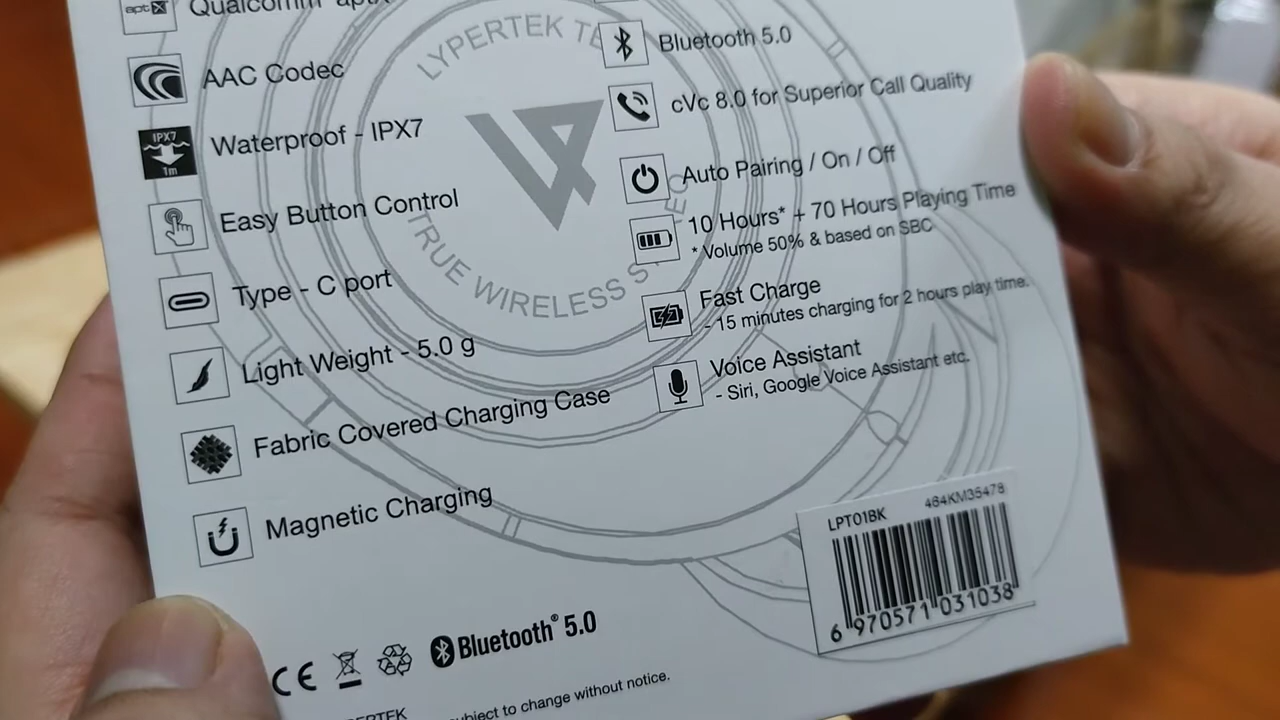 aptX
Qualcomm aptX
AAC Codec
IPX7
1m
Waterproof - IPX7
Easy Button Control
Type - C port
Light Weight - 5.0 g
Fabric Covered Charging Case
Magnetic Charging
LYPERTEK
TRUE WIRELESS
Bluetooth 5.0
cVc 8.0 for Superior Call Quality
Auto Pairing / On / Off
10 Hours* + 70 Hours Playing Time
* Volume 50% & based on SBC
Fast Charge
- 15 minutes charging for 2 hours play time.
Voice Assistant
- Siri, Google Voice Assistant etc.
LPT01BK 464KM35478
6 970571 031038
CE
Bluetooth® 5.0
subject to change without notice.